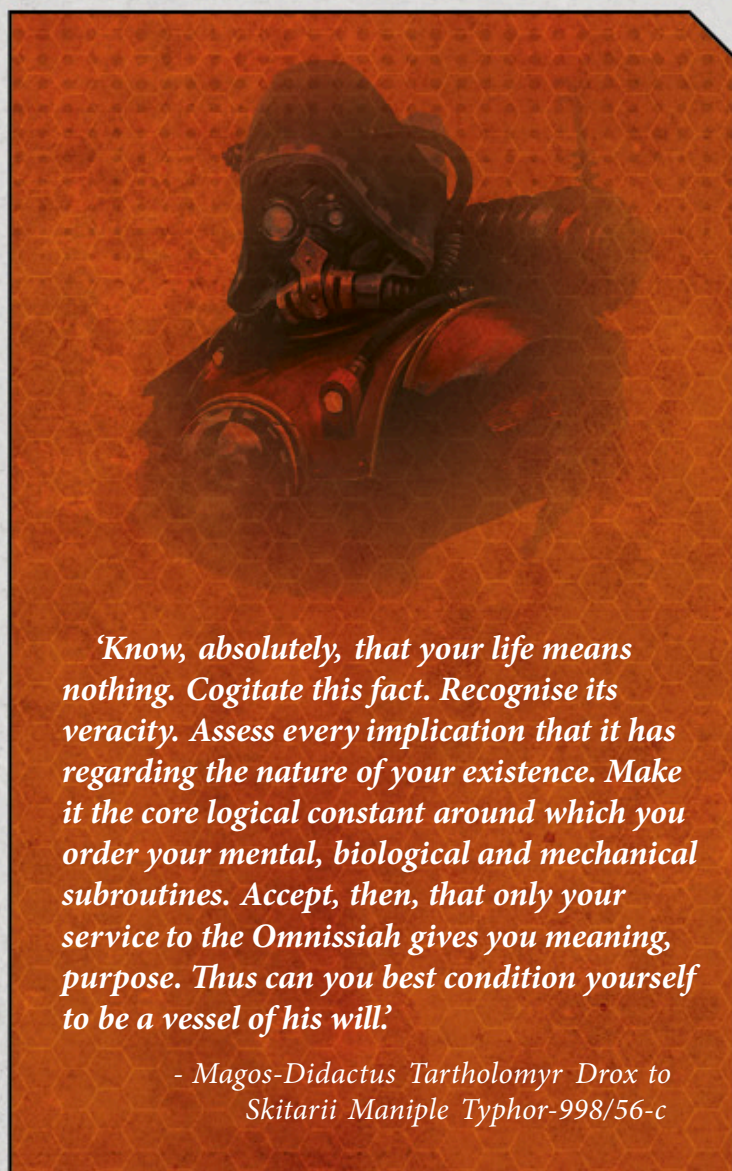 ‘Know, absolutely, that your life means
nothing. Cogitate this fact. Recognise its
veracity. Assess every implication that it has
regarding the nature of your existence. Make
it the core logical constant around which you
order your mental, biological and mechanical
subroutines. Accept, then, that only your
service to the Omnissiah gives you meaning,
purpose. Thus can you best condition yourself
to be a vessel of his will.’
- Magos-Didactus Tartholomyr Drox to
Skitarii Maniple Typhor-998/56-c